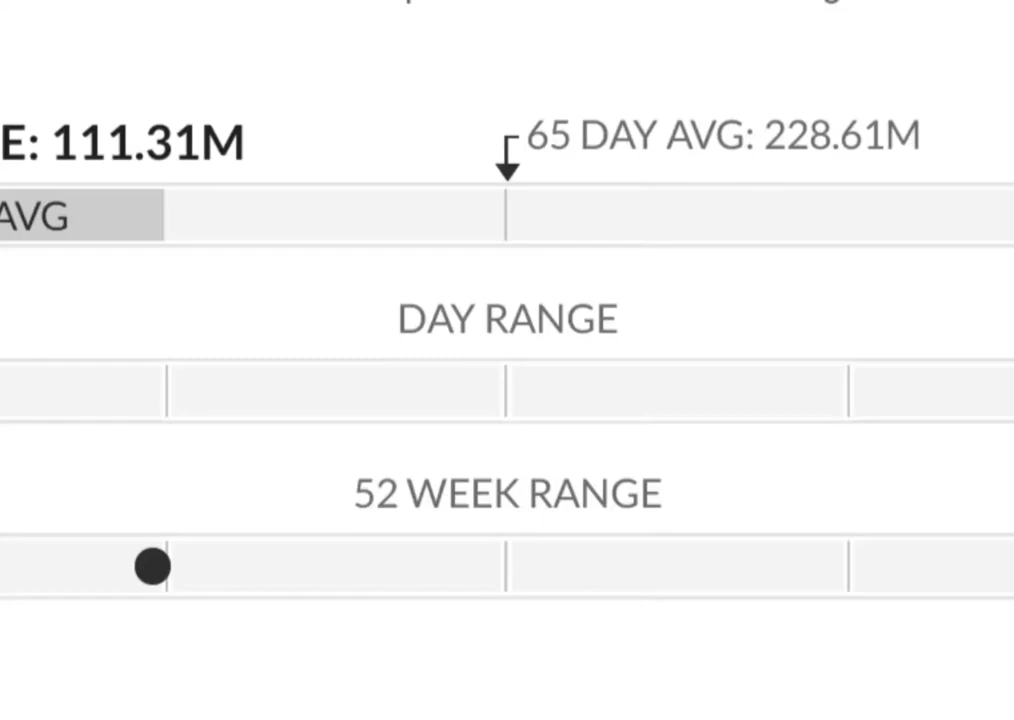 E: 111.31M
65 DAY AVG: 228.61M
AVG
DAY RANGE
52 WEEK RANGE